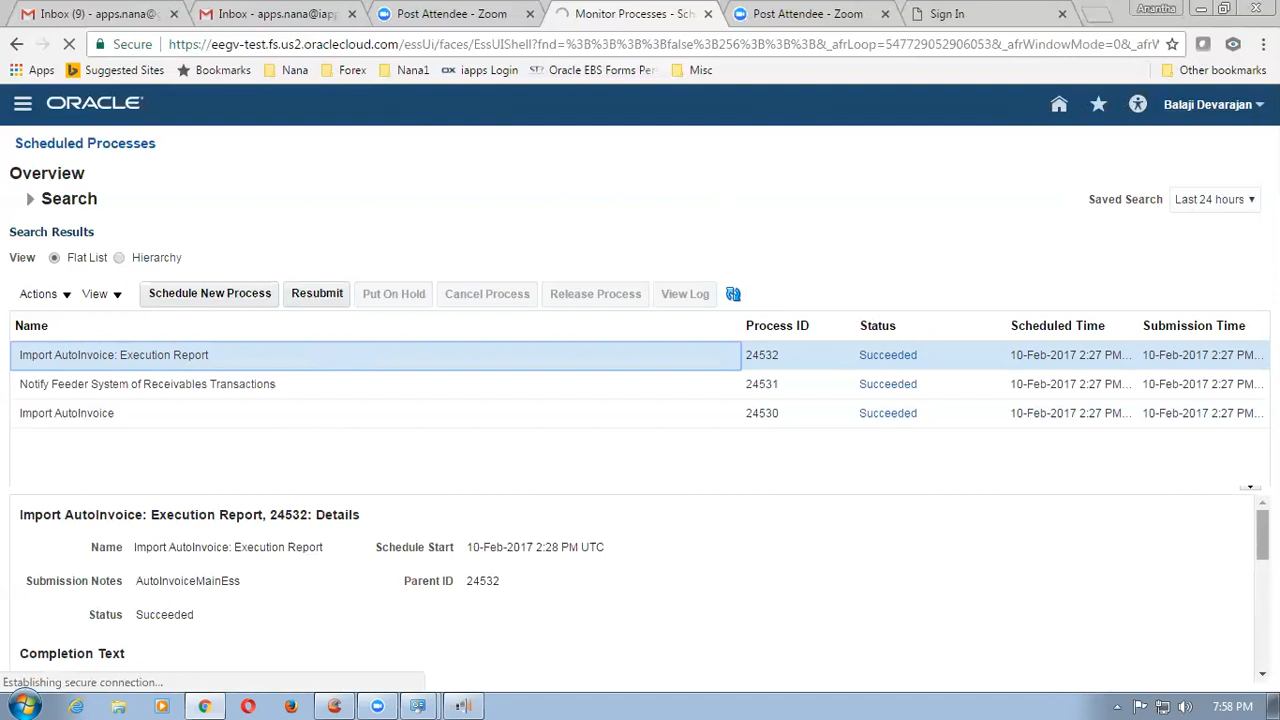 Inbox (9) - apps.nana@g
Inbox - apps.nana@iapp
Post Attendee - Zoom
Monitor Processes - Sch
Post Attendee - Zoom
Sign In
Anantha
Secure
https://eegv-test.fs.us2.oraclecloud.com/essUi/faces/EssUIShell?fnd=%3B%3B%3B%3Bfalse%3B256%3B%3B%3B&_afrLoop=547729052906053&_afrWindowMode=0&_afrW
Apps
Suggested Sites
Bookmarks
Nana
Forex
Nana1
iapps Login
Oracle EBS Forms Per
Misc
Other bookmarks
ORACLE
Balaji Devarajan
Scheduled Processes
Overview
Search
Saved Search Last 24 hours
Search Results
View Flat List Hierarchy
Actions View Schedule New Process Resubmit Put On Hold Cancel Process Release Process View Log
Name Process ID Status Scheduled Time Submission Time
Import AutoInvoice: Execution Report 24532 Succeeded 10-Feb-2017 2:27 PM... 10-Feb-2017 2:27 PM...
Notify Feeder System of Receivables Transactions 24531 Succeeded 10-Feb-2017 2:27 PM... 10-Feb-2017 2:27 PM...
Import AutoInvoice 24530 Succeeded 10-Feb-2017 2:27 PM... 10-Feb-2017 2:27 PM...
Import AutoInvoice: Execution Report, 24532: Details
Name Import AutoInvoice: Execution Report Schedule Start 10-Feb-2017 2:28 PM UTC
Submission Notes AutoInvoiceMainEss Parent ID 24532
Status Succeeded
Completion Text
Establishing secure connection...
7:58 PM